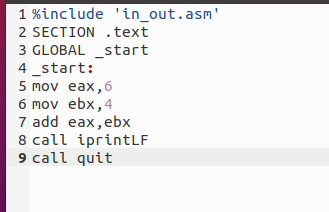 1 %include 'in_out.asm'
2 SECTION .text
3 GLOBAL _start
4 _start:
5 mov eax,6
6 mov ebx,4
7 add eax,ebx
8 call iprintLF
9 call quit